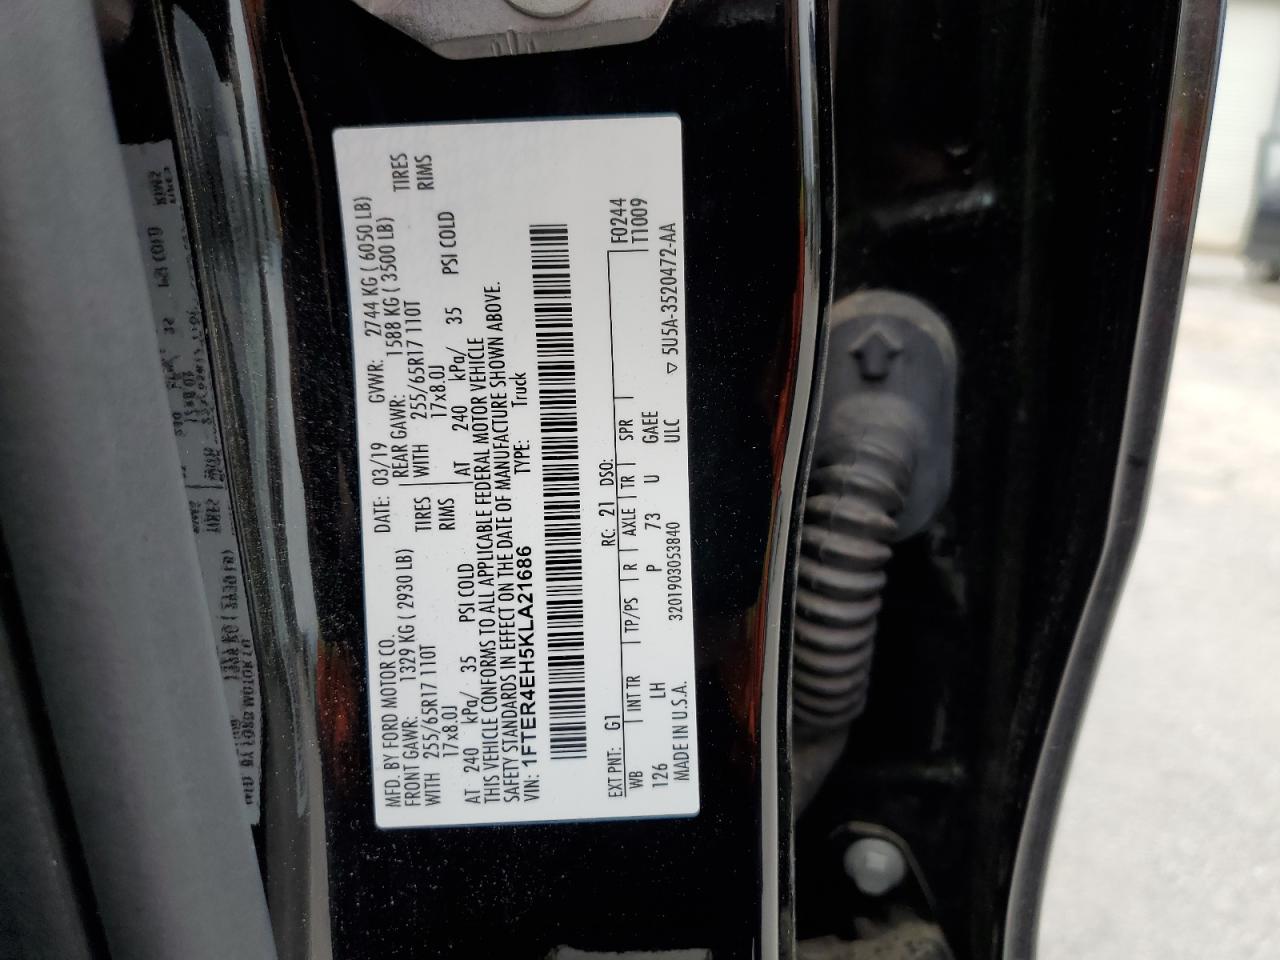 MFD. BY FORD MOTOR CO.
DATE: 03/19 GVWR: 2744 KG ( 6050 LB)
FRONT GAWR: 1329 KG ( 2930 LB) REAR GAWR: 1588 KG ( 3500 LB)
WITH 255/65R17 110T TIRES WITH 255/65R17 110T TIRES
17x8.0J RIMS 17x8.0J RIMS
AT 240 kPa/ 35 PSI COLD AT 240 kPa/ 35 PSI COLD
THIS VEHICLE CONFORMS TO ALL APPLICABLE FEDERAL MOTOR VEHICLE
SAFETY STANDARDS IN EFFECT ON THE DATE OF MANUFACTURE SHOWN ABOVE.
VIN: 1FTER4EH5KLA21686 TYPE: Truck
EXT PNT: G1 RC: 21 DSO: F0244
WB INT TR TP/PS R AXLE TR SPR T1009
126 LH P 73 U GAEE
3201903053840 ULC ▽ 5U5A-3520472-AA
MADE IN U.S.A.